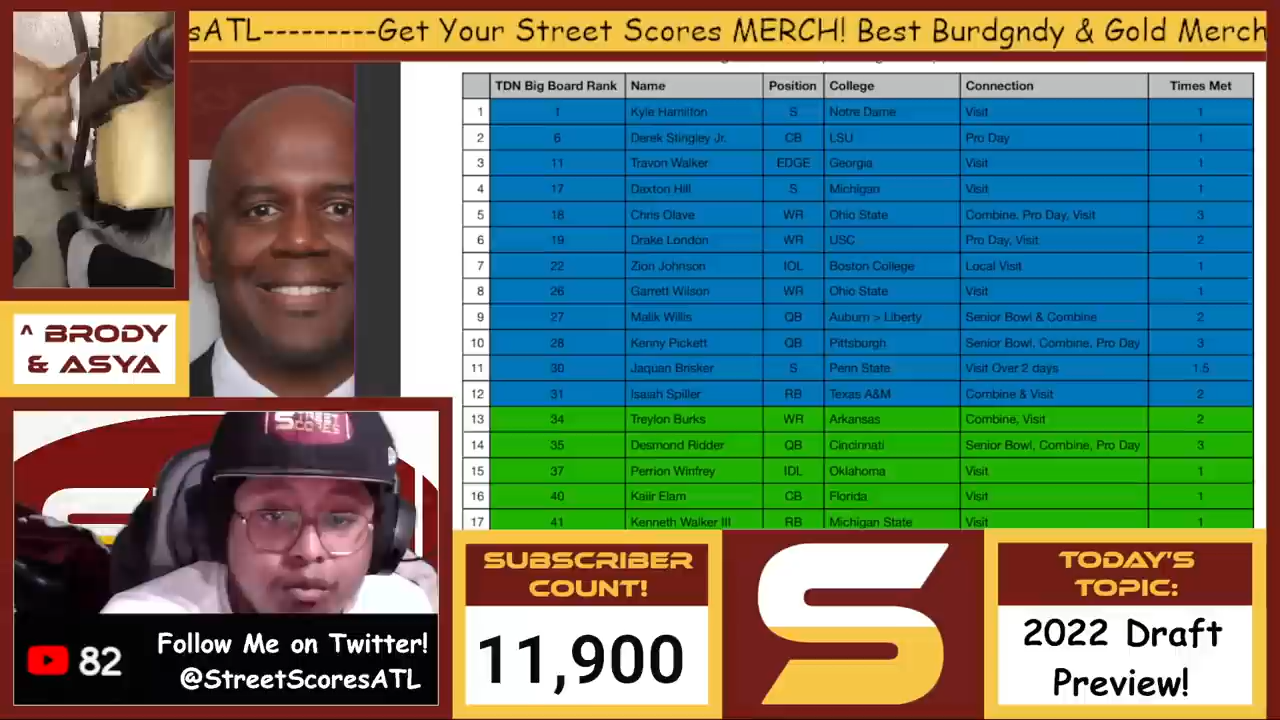 sATL---------Get Your Street Scores MERCH! Best Burdgndy & Gold Merch
TDN Big Board Rank Name Position College Connection Times Met
1 1 Kyle Hamilton S Notre Dame Visit 1
2 6 Derek Stingley Jr. CB LSU Pro Day 1
3 11 Travon Walker EDGE Georgia Visit 1
4 17 Daxton Hill S Michigan Visit 1
5 18 Chris Olave WR Ohio State Combine, Pro Day, Visit 3
6 19 Drake London WR USC Pro Day, Visit 2
7 22 Zion Johnson IOL Boston College Local Visit 1
8 26 Garrett Wilson WR Ohio State Visit 1
9 27 Malik Willis QB Auburn > Liberty Senior Bowl & Combine 2
10 28 Kenny Pickett QB Pittsburgh Senior Bowl, Combine, Pro Day 3
11 30 Jaquan Brisker S Penn State Visit Over 2 days 1.5
12 31 Isaiah Spiller RB Texas A&M Combine & Visit 2
13 34 Treylon Burks WR Arkansas Combine, Visit 2
14 35 Desmond Ridder QB Cincinnati Senior Bowl, Combine, Pro Day 3
15 37 Perrion Winfrey IDL Oklahoma Visit 1
16 40 Kaiir Elam CB Florida Visit 1
17 41 Kenneth Walker III RB Michigan State Visit 1
^ BRODY
& ASYA
STREET
SCORES
82
Follow Me on Twitter!
@StreetScoresATL
SUBSCRIBER
COUNT!
11,900
S
TODAY'S
TOPIC:
2022 Draft
Preview!